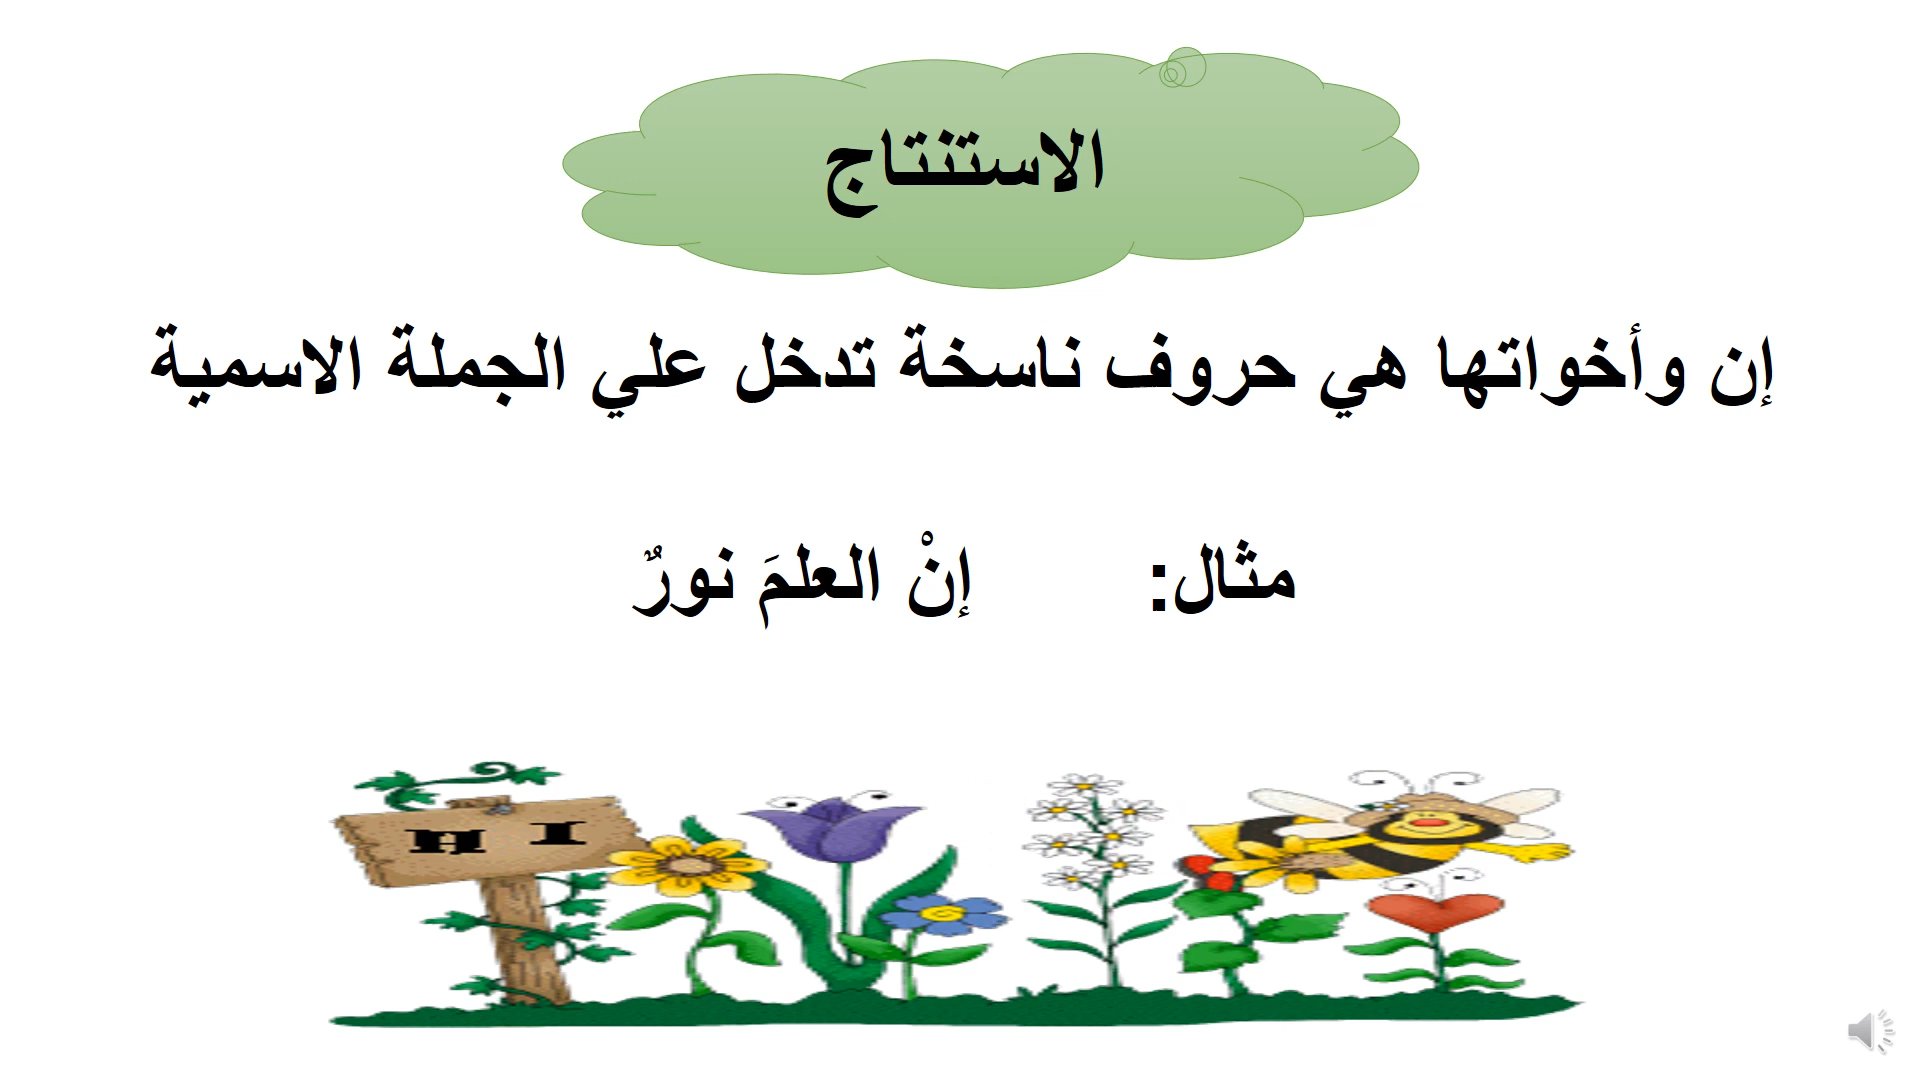 الاستنتاج
إن وأخواتها هي حروف ناسخة تدخل علي الجملة الاسمية
مثال: إنْ العلمَ نورٌ
H I